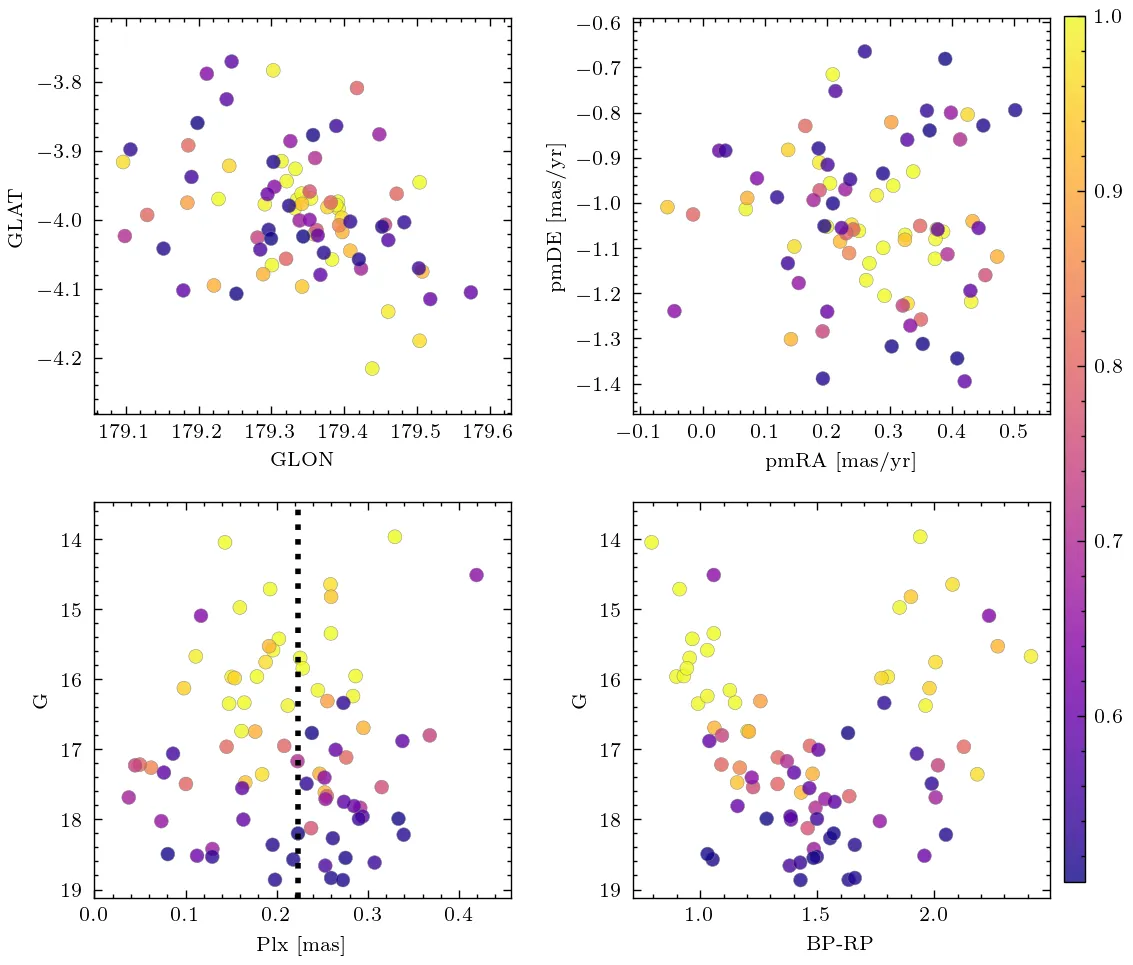 −3.8
−3.9
−4.0
−4.1
−4.2
GLAT
179.1 179.2 179.3 179.4 179.5 179.6
GLON
−0.6
−0.7
−0.8
−0.9
−1.0
−1.1
−1.2
−1.3
−1.4
pmDE [mas/yr]
−0.1 0.0 0.1 0.2 0.3 0.4 0.5
pmRA [mas/yr]
14
15
16
17
18
19
G
0.0 0.1 0.2 0.3 0.4
Plx [mas]
14
15
16
17
18
19
G
1.0 1.5 2.0
BP-RP
1.0
0.9
0.8
0.7
0.6